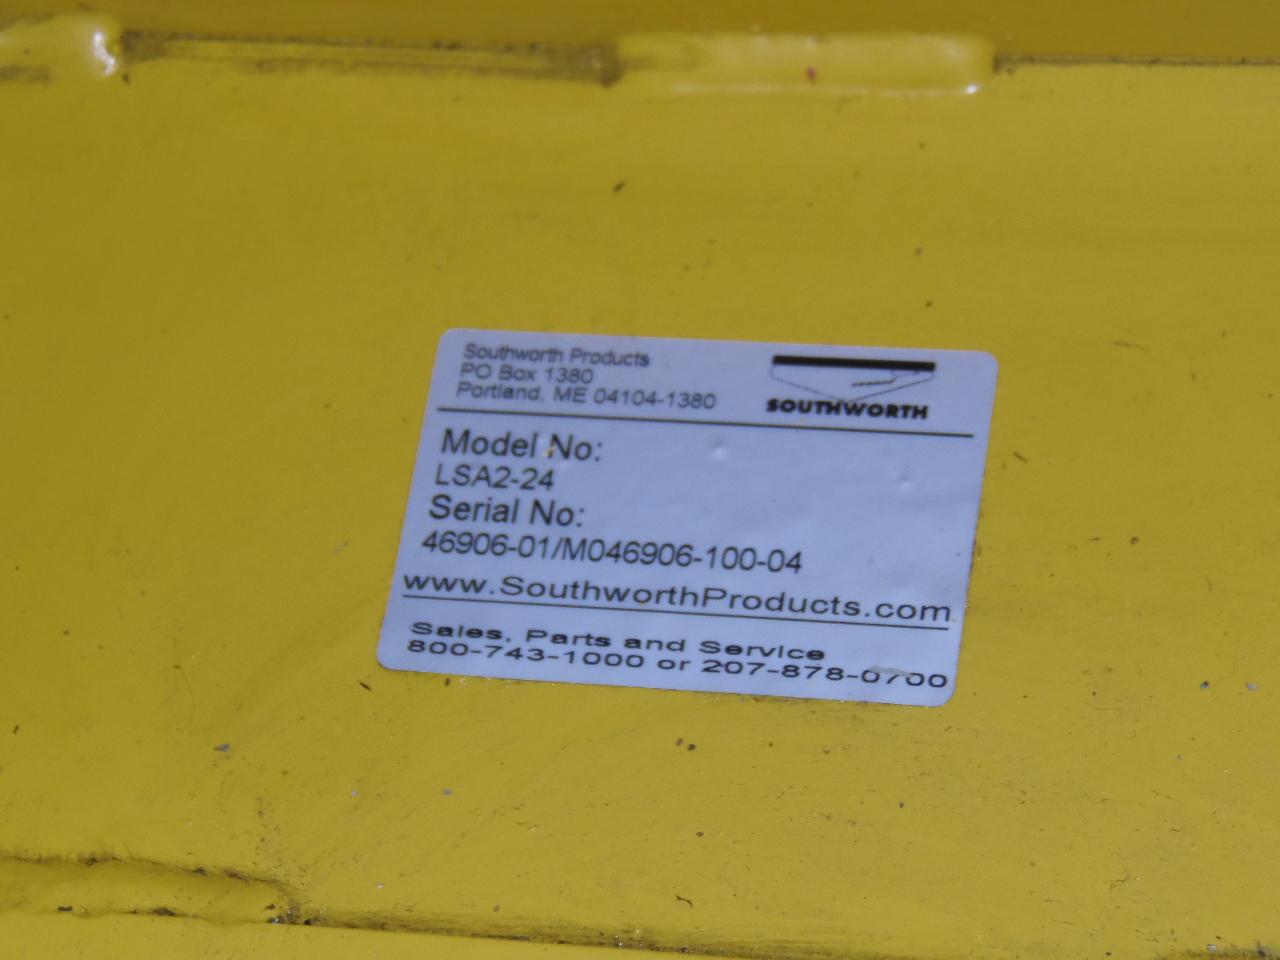 Southworth Products
PO Box 1380
Portland, ME 04104-1380
SOUTHWORTH
Model No:
LSA2-24
Serial No:
46906-01/M046906-100-04
www.SouthworthProducts.com
Sales, Parts and Service
800-743-1000 or 207-878-0700